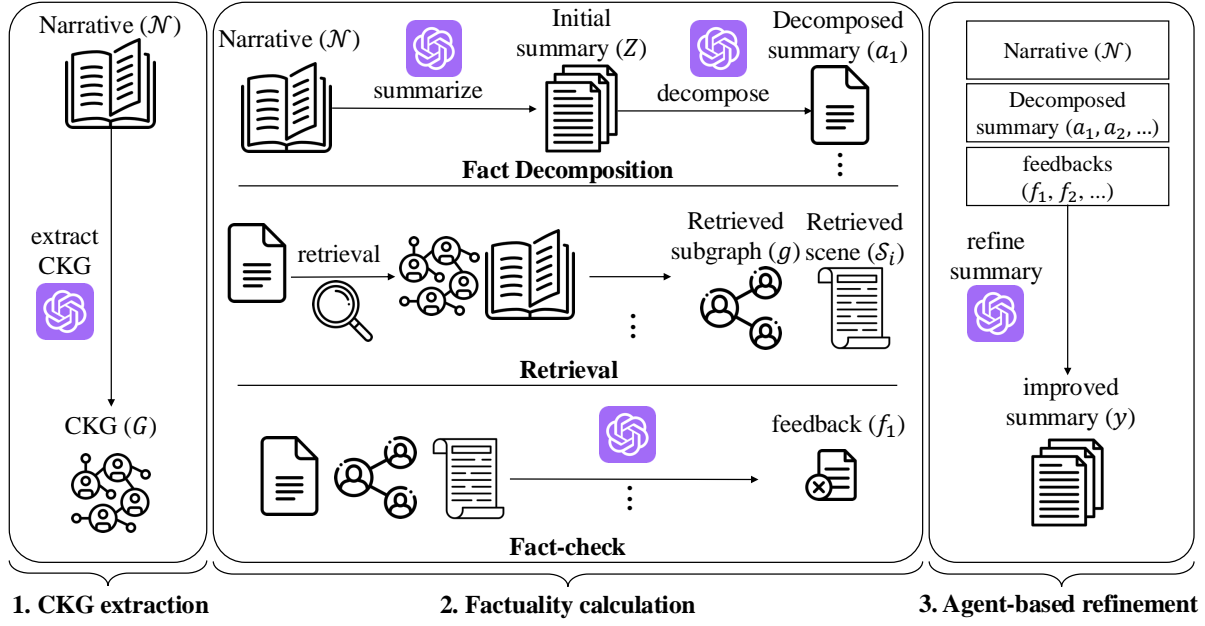 Narrative (𝒩)
extract
CKG
CKG (G)
1. CKG extraction
Narrative (𝒩)
summarize
Initial
summary (Z)
decompose
Decomposed
summary (a₁)
⋮
Fact Decomposition
retrieval
⋮
Retrieved
subgraph (g)
Retrieved
scene (𝒮ᵢ)
Retrieval
⋮
feedback (f₁)
Fact-check
2. Factuality calculation
Narrative (𝒩)
Decomposed
summary (a₁, a₂, ...)
feedbacks
(f₁, f₂, ...)
refine
summary
improved
summary (y)
3. Agent-based refinement